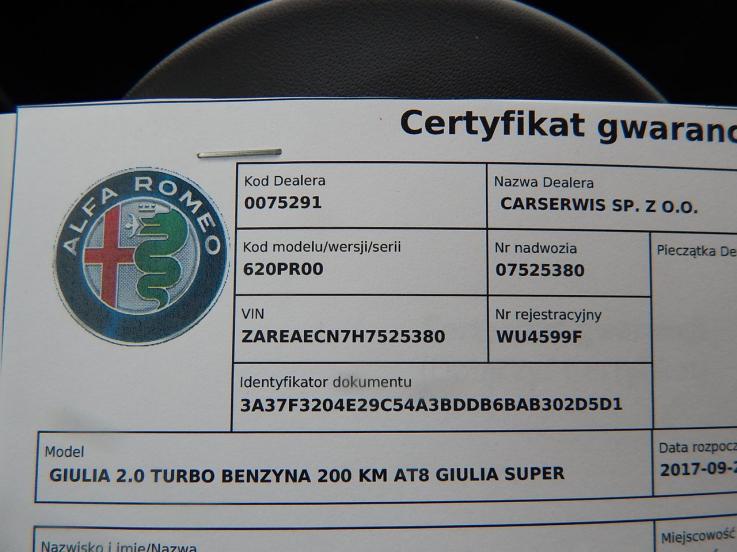 Certyfikat gwaranc
ALFA ROMEO
Kod Dealera
0075291
Nazwa Dealera
CARSERWIS SP. Z O.O.
Kod modelu/wersji/serii
620PR00
Nr nadwozia
07525380
Pieczątka De
VIN
ZAREAECN7H7525380
Nr rejestracyjny
WU4599F
Identyfikator dokumentu
3A37F3204E29C54A3BDDB6BAB302D5D1
Model
GIULIA 2.0 TURBO BENZYNA 200 KM AT8 GIULIA SUPER
Data rozpocz
2017-09-2
Nazwisko i imię/Nazwa
Miejscowość